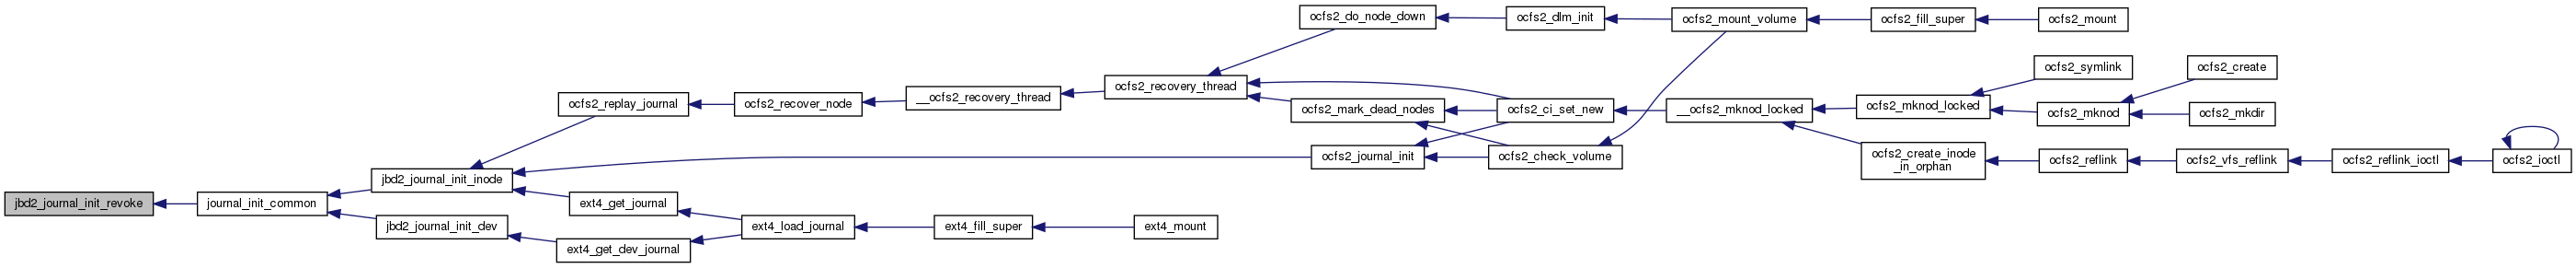 ocfs2_do_node_down
ocfs2_dlm_init
ocfs2_mount_volume
ocfs2_fill_super
ocfs2_mount
ocfs2_symlink
ocfs2_create
ocfs2_replay_journal
ocfs2_recover_node
__ocfs2_recovery_thread
ocfs2_recovery_thread
ocfs2_mark_dead_nodes
ocfs2_ci_set_new
__ocfs2_mknod_locked
ocfs2_mknod_locked
ocfs2_mknod
ocfs2_mkdir
ocfs2_journal_init
ocfs2_check_volume
ocfs2_create_inode
_in_orphan
ocfs2_reflink
ocfs2_vfs_reflink
ocfs2_reflink_ioctl
ocfs2_ioctl
jbd2_journal_init_revoke
journal_init_common
jbd2_journal_init_inode
jbd2_journal_init_dev
ext4_get_journal
ext4_get_dev_journal
ext4_load_journal
ext4_fill_super
ext4_mount